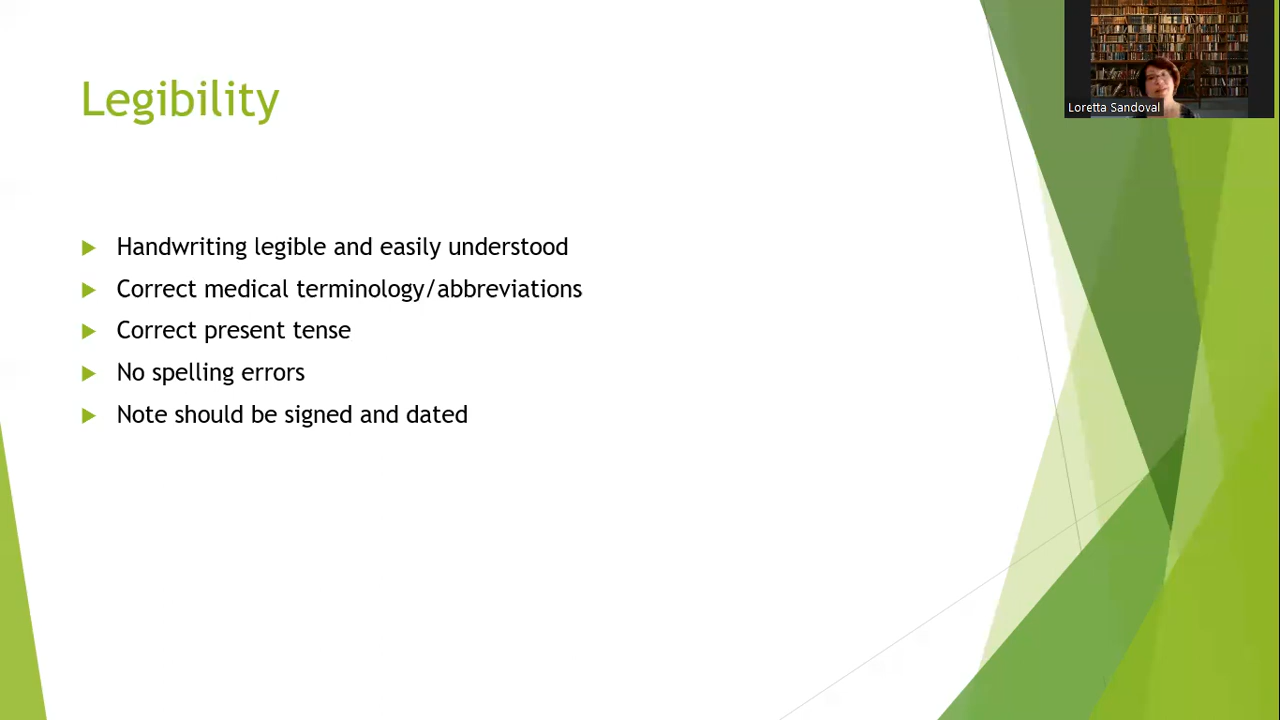 Legibility
Handwriting legible and easily understood
Correct medical terminology/abbreviations
Correct present tense
No spelling errors
Note should be signed and dated
Loretta Sandoval